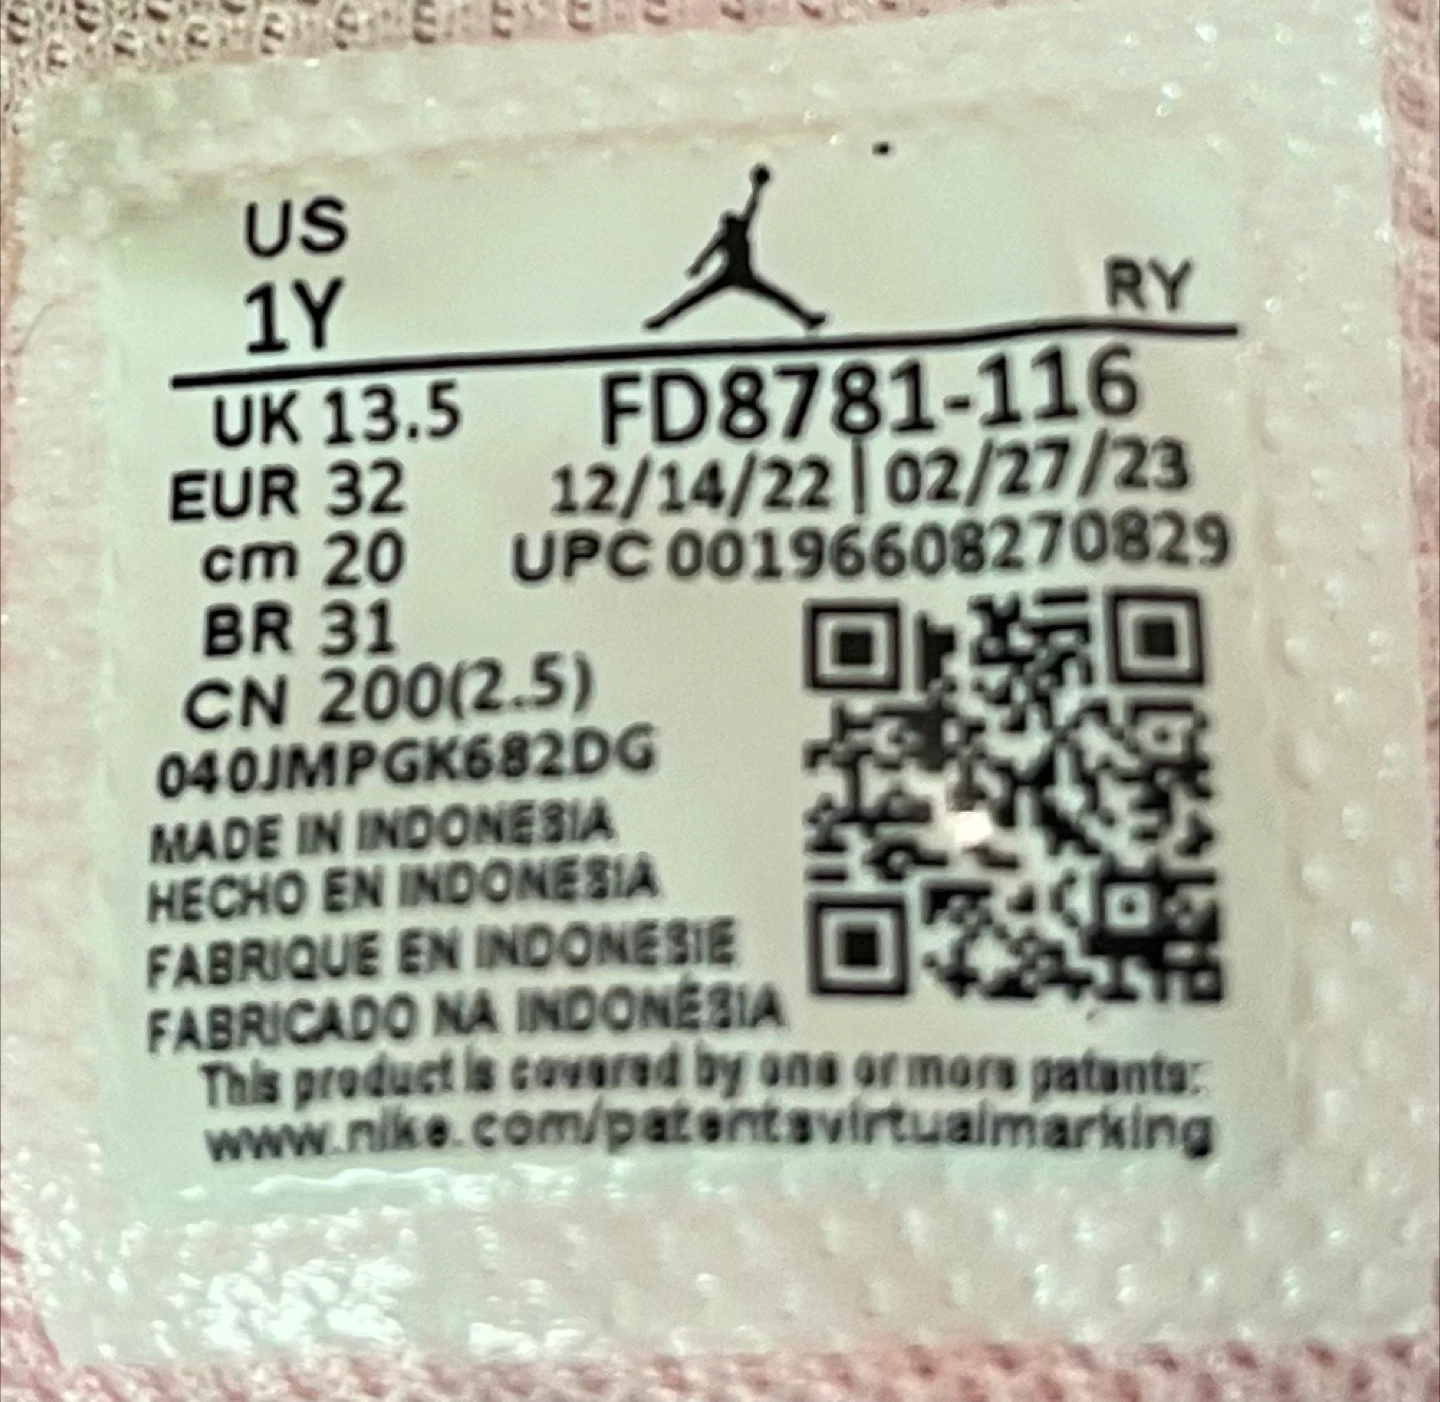 US
1Y
RY
UK 13.5
FD8781-116
EUR 32
12/14/22 | 02/27/23
cm 20
UPC 00196608270829
BR 31
CN 200(2.5)
040JMPGK682DG
MADE IN INDONESIA
HECHO EN INDONESIA
FABRIQUE EN INDONESIE
FABRICADO NA INDONÉSIA
This product is covered by one or more patents:
www.nike.com/patentsvirtualmarking